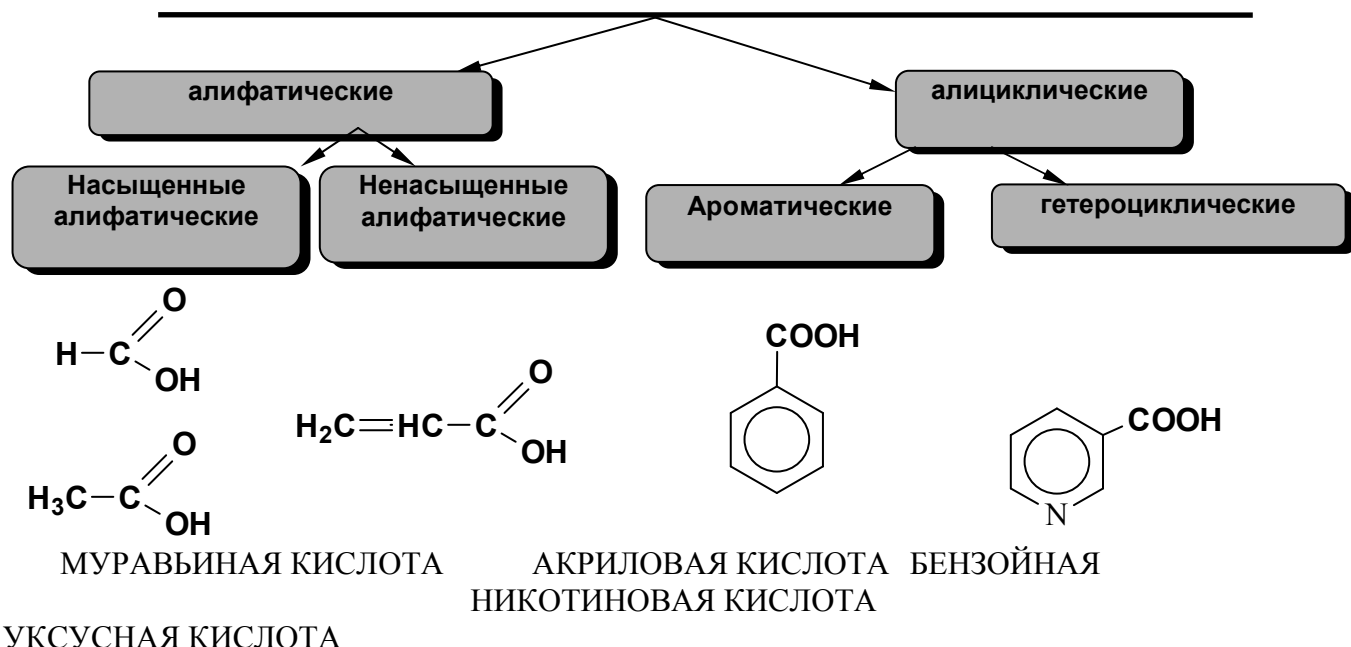 алифатические
алициклические
Насыщенные
алифатические
Ненасыщенные
алифатические
Ароматические
гетероциклические
O
H C
OH
O
H3C C
OH
O
H2C HC C
OH
COOH
COOH
N
МУРАВЬИНАЯ КИСЛОТА АКРИЛОВАЯ КИСЛОТА БЕНЗОЙНАЯ
НИКОТИНОВАЯ КИСЛОТА
УКСУСНАЯ КИСЛОТА